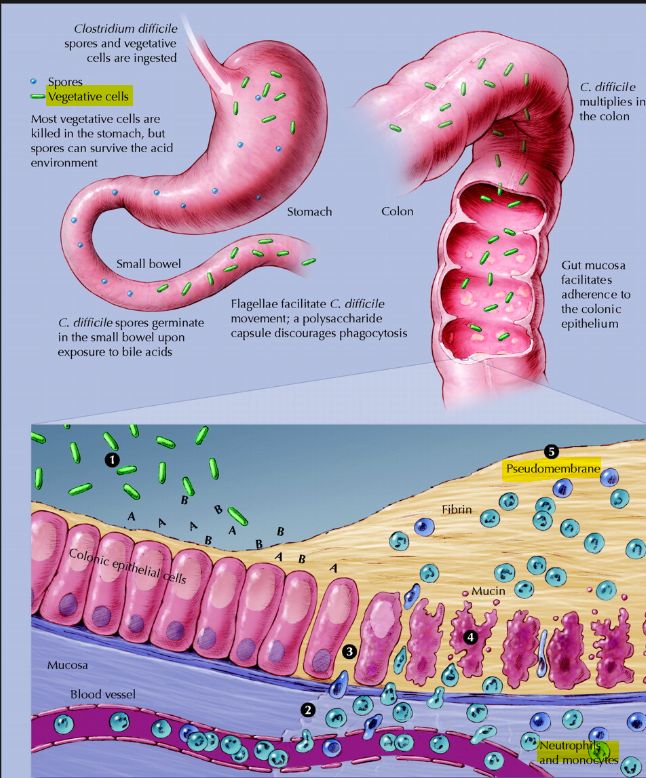 Clostridium difficile
spores and vegetative
cells are ingested
Spores
Vegetative cells
Most vegetative cells are
killed in the stomach, but
spores can survive the acid
environment
Stomach
Small bowel
C. difficile spores germinate
in the small bowel upon
exposure to bile acids
Flagellae facilitate C. difficile
movement; a polysaccharide
capsule discourages phagocytosis
Colon
C. difficile
multiplies in
the colon
Gut mucosa
facilitates
adherence to
the colonic
epithelium
1
B
A
A
A
B
A
B
B
B
A
B
A
Colonic epithelial cells
5
Pseudomembrane
Fibrin
Mucin
4
3
Mucosa
2
Blood vessel
Neutrophils
and monocytes